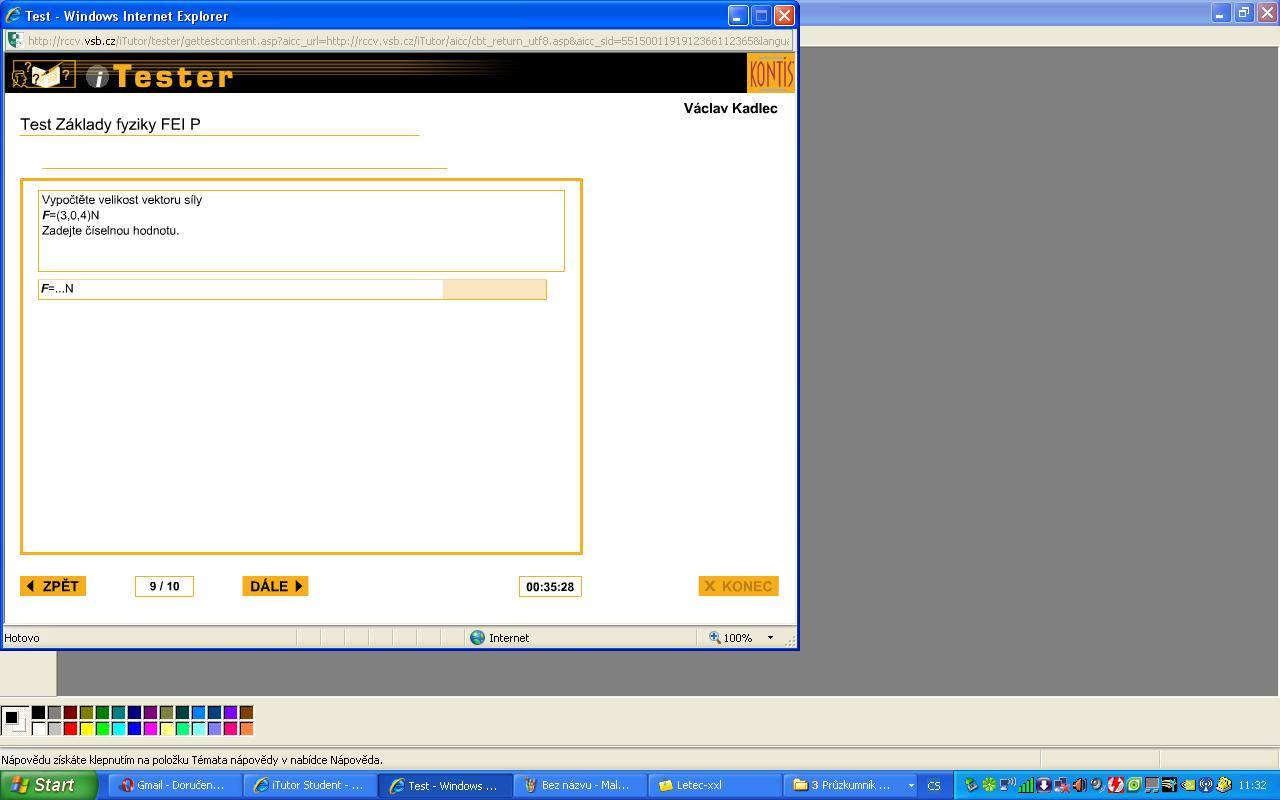 Test - Windows Internet Explorer
http://rccv.vsb.cz/iTutor/tester/gettestcontent.asp?aicc_url=http://rccv.vsb.cz/iTutor/aicc/cbt_return_utf8.asp&aicc_sid=55150011919123661123​65&langua
? ? ?
i Tester
KONTIS
Václav Kadlec
Test Základy fyziky FEI P
Vypočtěte velikost vektoru síly
F=(3,0,4)N
Zadejte číselnou hodnotu.
F=...N
ZPĚT
9 / 10
DÁLE
00:35:28
X KONEC
Hotovo
Internet
100%
Nápovědu získáte klepnutím na položku Témata nápovědy v nabídce Nápověda.
Start
Gmail - Doručen...
iTutor Student - ...
Test - Windows ...
Bez názvu - Mal...
Letec-xxl
3 Průzkumník ...
CS
11:32